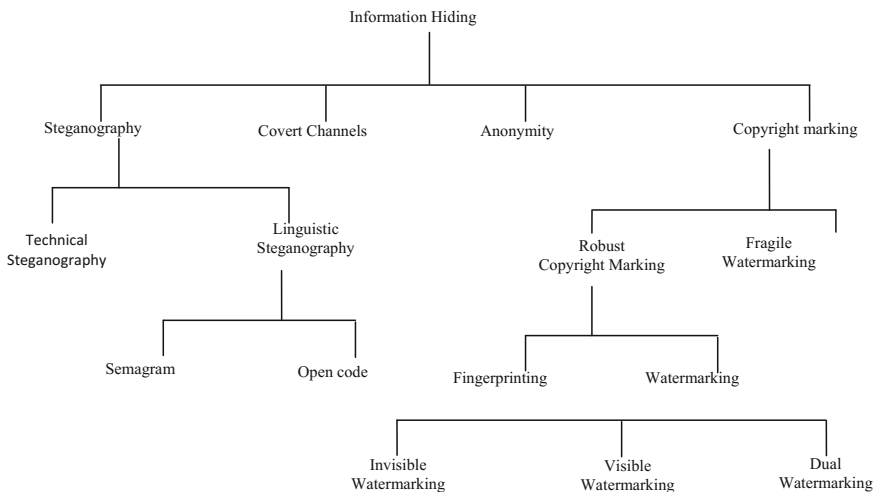 Information Hiding
Steganography
Covert Channels
Anonymity
Copyright marking
Technical
Steganography
Linguistic
Steganography
Robust
Copyright Marking
Fragile
Watermarking
Semagram
Open code
Fingerprinting
Watermarking
Invisible
Watermarking
Visible
Watermarking
Dual
Watermarking